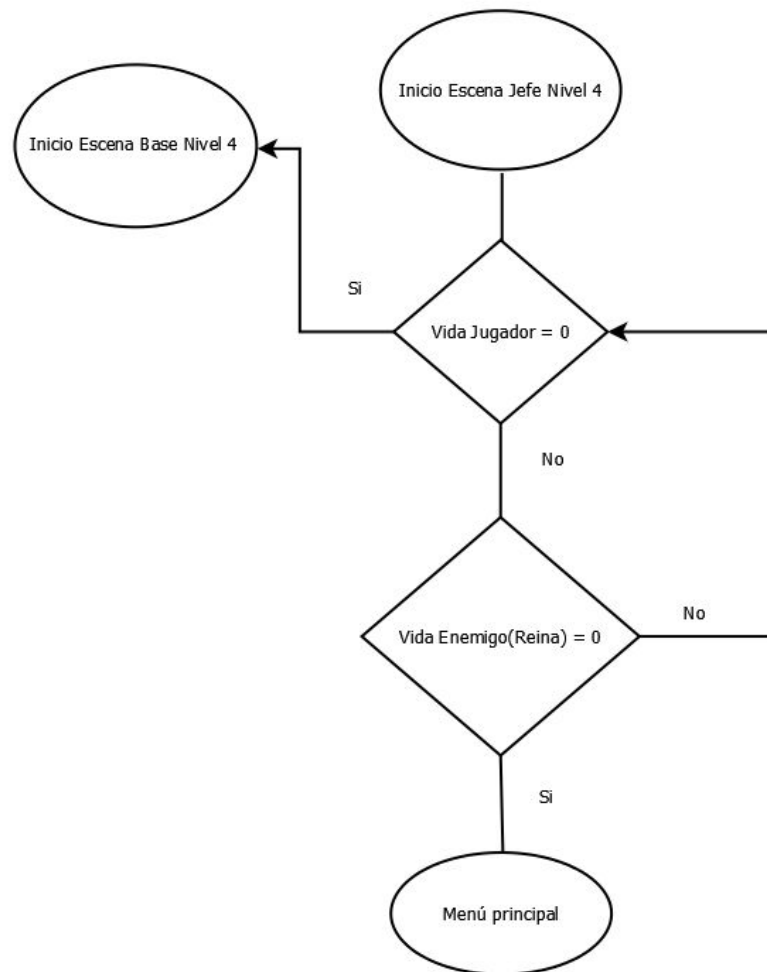 Inicio Escena Jefe Nivel 4
Inicio Escena Base Nivel 4
Si
Vida Jugador = 0
No
Vida Enemigo(Reina) = 0
No
Si
Menú principal